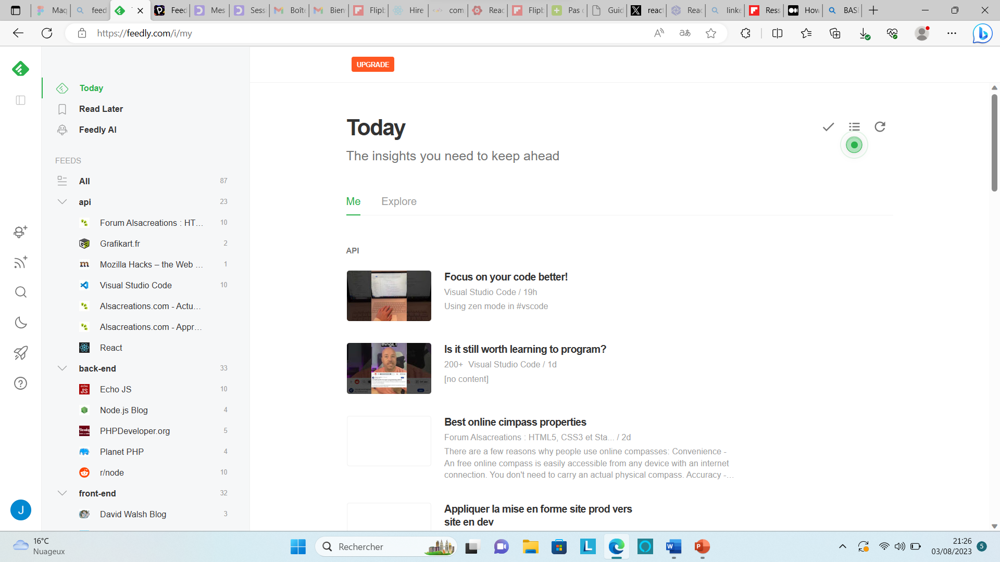 Maq
feed
Feed
Mes
Sess
Boîte
Bien
Flipb
Hire
com
Reac
Flipb
Pas
Guid
react
Reac
linke
Ress
How
BASI
https://feedly.com/i/my
UPGRADE
Today
Read Later
Feedly AI
FEEDS
All 87
api 23
Forum Alsacreations : HT... 10
Grafikart.fr 2
Mozilla Hacks – the Web ... 1
Visual Studio Code 10
Alsacreations.com - Actu...
Alsacreations.com - Appr...
React
back-end 33
Echo JS 10
Node.js Blog 4
PHPDeveloper.org 5
Planet PHP 4
r/node 10
front-end 32
David Walsh Blog 3
J
Today
The insights you need to keep ahead
Me Explore
API
Focus on your code better!
Visual Studio Code / 19h
Using zen mode in #vscode
Is it still worth learning to program?
200+ Visual Studio Code / 1d
[no content]
Best online cimpass properties
Forum Alsacreations : HTML5, CSS3 et Sta... / 2d
There are a few reasons why people use online compasses: Convenience -
An free online compass is easily accessible from any device with an internet
connection. You don't need to carry an actual physical compass. Accuracy -...
Appliquer la mise en forme site prod vers
site en dev
16°C
Nuageux
Rechercher
21:26
03/08/2023
5